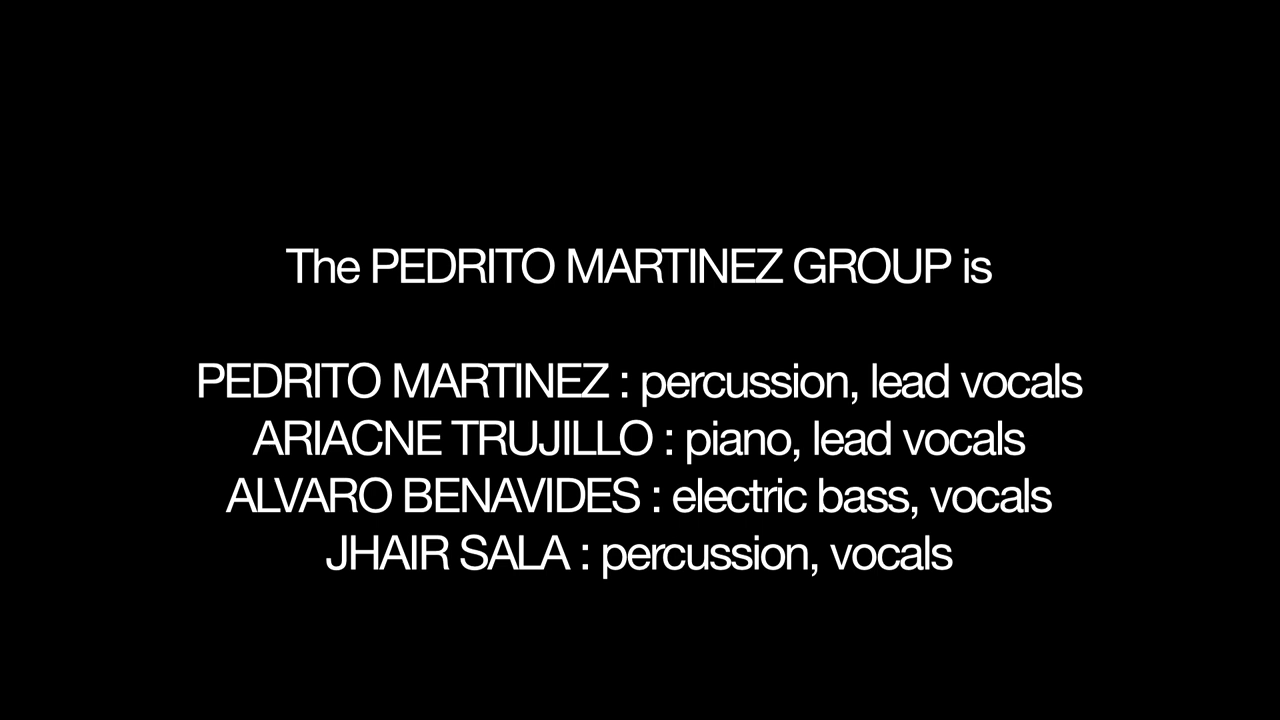 The PEDRITO MARTINEZ GROUP is
PEDRITO MARTINEZ : percussion, lead vocals
ARIACNE TRUJILLO : piano, lead vocals
ALVARO BENAVIDES : electric bass, vocals
JHAIR SALA : percussion, vocals